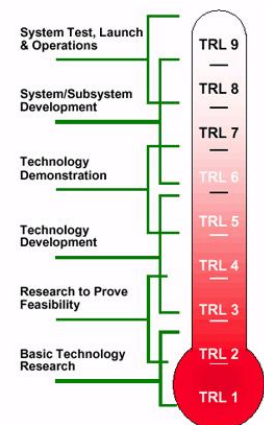 System Test, Launch
& Operations
System/Subsystem
Development
Technology
Demonstration
Technology
Development
Research to Prove
Feasibility
Basic Technology
Research
TRL 9
TRL 8
TRL 7
TRL 6
TRL 5
TRL 4
TRL 3
TRL 2
TRL 1